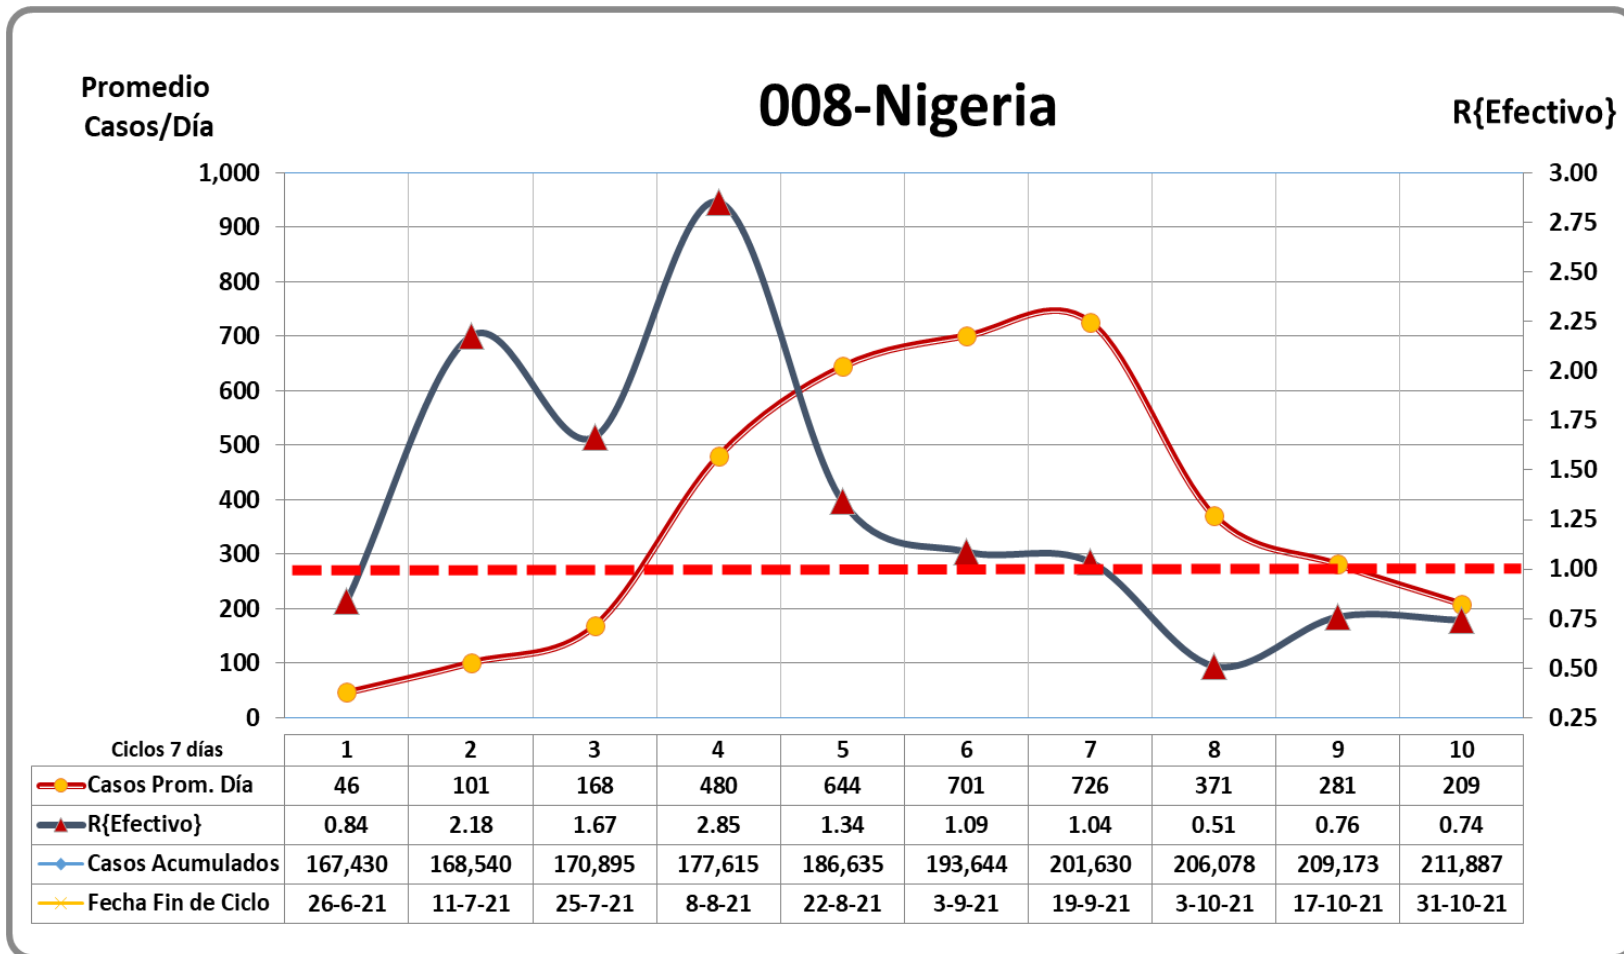 Promedio
Casos/Día
008-Nigeria
R{Efectivo}
1,000 3.00
900 2.75
800 2.50
700 2.25
600 2.00
500 1.75
400 1.50
300 1.25
200 1.00
100 0.75
0 0.50
0.25
Ciclos 7 días 1 2 3 4 5 6 7 8 9 10
Casos Prom. Día 46 101 168 480 644 701 726 371 281 209
R{Efectivo} 0.84 2.18 1.67 2.85 1.34 1.09 1.04 0.51 0.76 0.74
Casos Acumulados 167,430 168,540 170,895 177,615 186,635 193,644 201,630 206,078 209,173 211,887
Fecha Fin de Ciclo 26-6-21 11-7-21 25-7-21 8-8-21 22-8-21 3-9-21 19-9-21 3-10-21 17-10-21 31-10-21